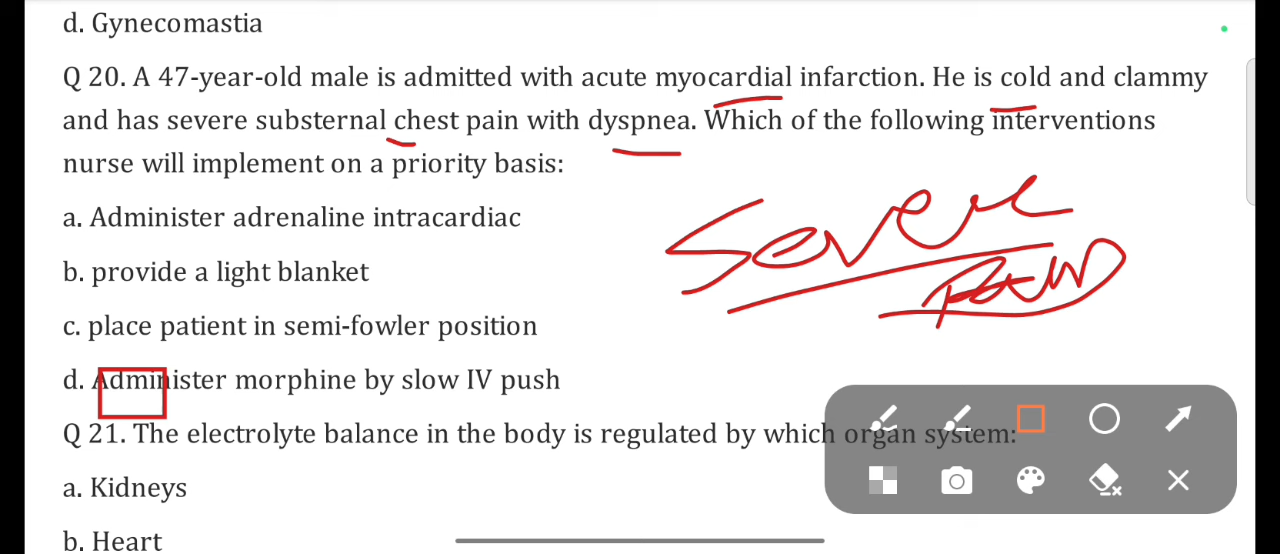 d. Gynecomastia
Q 20. A 47-year-old male is admitted with acute myocardial infarction. He is cold and clammy
and has severe substernal chest pain with dyspnea. Which of the following interventions
nurse will implement on a priority basis:
a. Administer adrenaline intracardiac
b. provide a light blanket
Severe
Pain
c. place patient in semi-fowler position
d. Administer morphine by slow IV push
Q 21. The electrolyte balance in the body is regulated by which organ system:
a. Kidneys
b. Heart